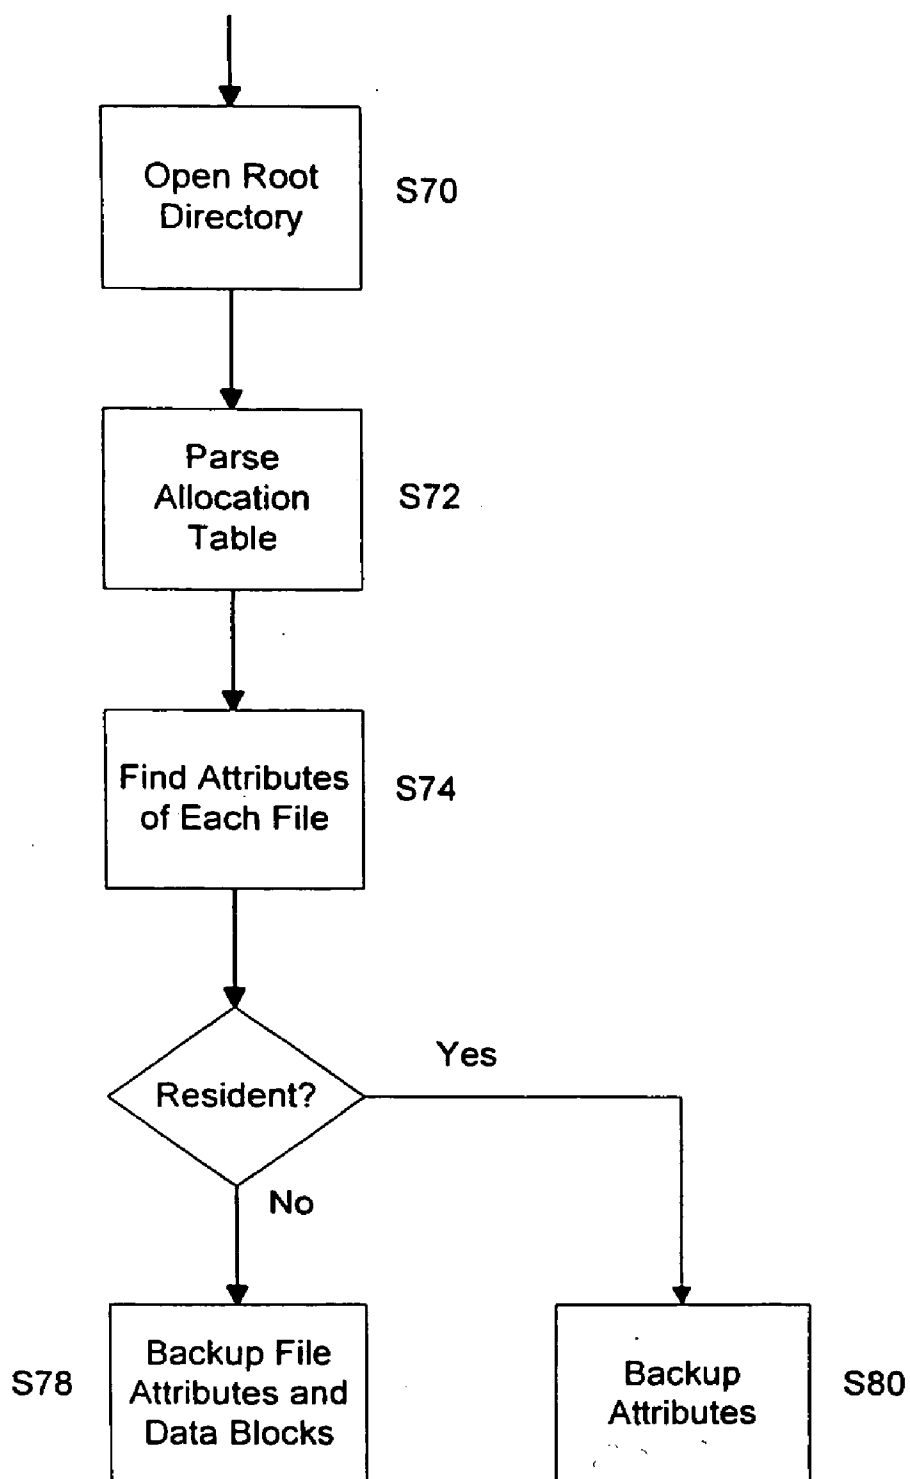 Open Root
Directory
S70
Parse
Allocation
Table
S72
Find Attributes
of Each File
S74
Resident?
Yes
No
S78
Backup File
Attributes and
Data Blocks
Backup
Attributes
S80